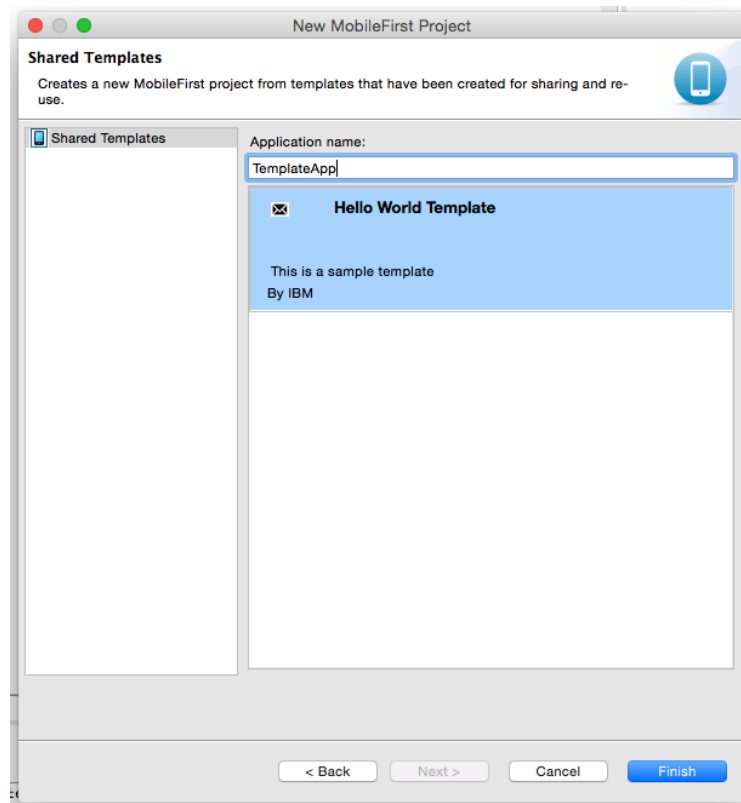 New MobileFirst Project
Shared Templates
Creates a new MobileFirst project from templates that have been created for sharing and re-
use.
Shared Templates
Application name:
TemplateApp
Hello World Template
This is a sample template
By IBM
< Back
Next >
Cancel
Finish